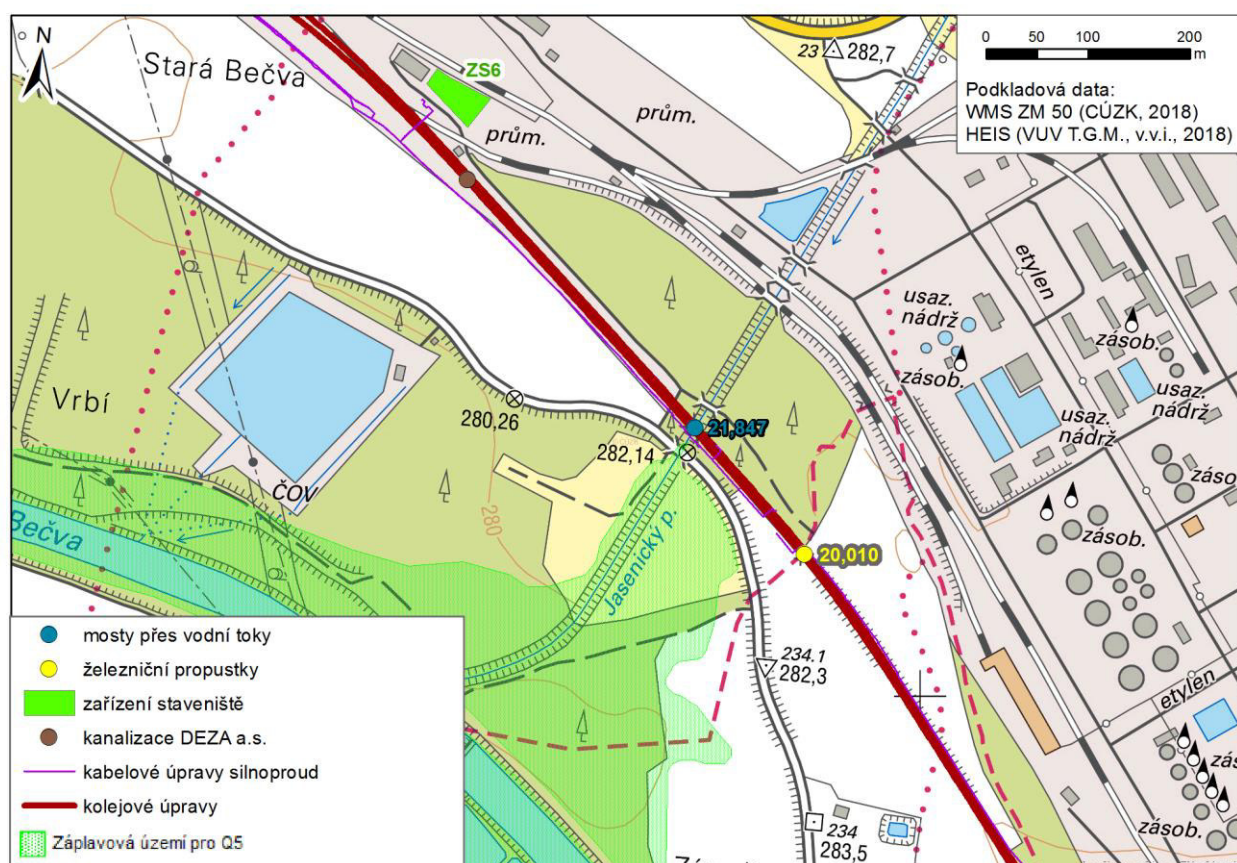 N
Stará Bečva
ZS6
prům.
prům.
23 282,7
0 50 100 200
m
Podkladová data:
WMS ZM 50 (CÚZK, 2018)
HEIS (VUV T.G.M., v.v.i., 2018)
etylen
usaz.
nádrž
zásob.
zásob.
usaz.
nádrž
usaz.
nádrž
zásob.
zásob.
Vrbí
280,26
282,14
21,847
ČOV
280
Bečva
Jasenický p.
20,010
234.1
282,3
etylen
234
283,5
zásob.
mosty přes vodní toky
železniční propustky
zařízení staveniště
kanalizace DEZA a.s.
kabelové úpravy silnoproud
kolejové úpravy
Záplavová území pro Q5